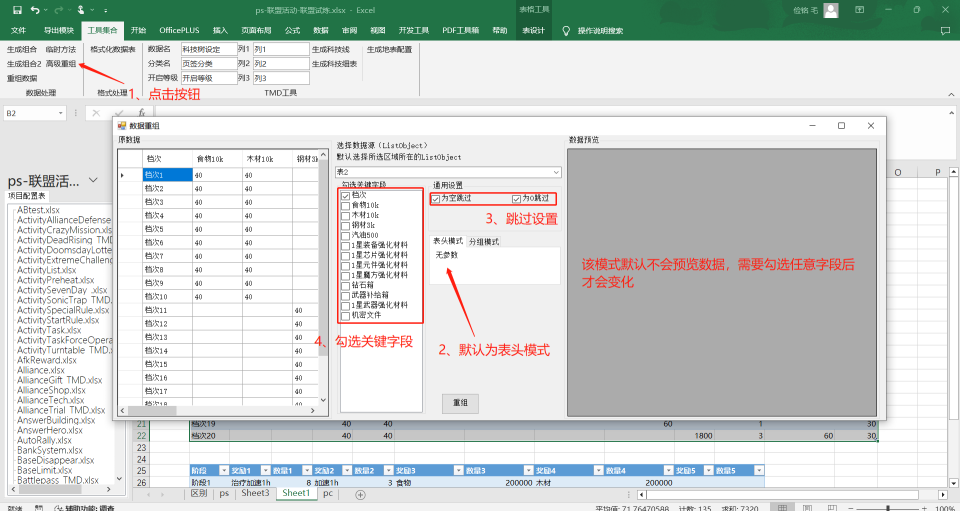 ps-联盟活动-联盟试炼.xlsx - Excel
表格工具
俭铭 毛
文件 导出模块 工具集合 开始 OfficePLUS 插入 页面布局 公式 数据 审阅 视图 开发工具 PDF工具箱 帮助 表设计 操作说明搜索
生成组合 临时方法 格式化数据表 数据名 科技树设定 列1 列1 生成科技线 生成地表配置
生成组合2 高级重组 分类名 页签分类 列2 列2 生成科技细表
重组数据 开启等级 开启等级 列3 列3
数据处理 格式处理 TMD工具
1、点击按钮
B2
数据重组
原数据
档次 食物10k 木材10k 钢材3k
档次1 40 40
档次2 40 40
档次3 40 40
档次4 40 40
档次5 40 40
档次6 40 40
档次7 40 40
档次8 40 40
档次9 40 40
档次10 40 40
档次11 40
档次12 40
档次13 40
档次14 40
档次15 40
档次16 40
档次17 40
档次18 40
选择数据源（ListObject）
默认选择所选区域所在的ListObject
表2
勾选关键字段
档次
食物10k
木材10k
钢材3k
汽油500
1星装备强化材料
1星芯片强化材料
1星元件强化材料
1星魔方强化材料
钻石箱
武器补给箱
1星武器强化材料
机密文件
4、勾选关键字段
通用设置
为空跳过 为0跳过
3、跳过设置
表头模式 分组模式
无参数
2、默认为表头模式
重组
数据预览
该模式默认不会预览数据，需要勾选任意字段后
才会变化
ps-联盟活...
项目配置表
ABtest.xlsx
ActivityAllianceDefense
ActivityCrazyMission.xls
ActivityDeadRising TMD
ActivityDoomsdayLotte
ActivityExtremeChalleng
ActivityList.xlsx
ActivityPreheat.xlsx
ActivitySevenDay .xlsx
ActivitySonicTrap TMD.
ActivitySpecialRule.xlsx
ActivityStartRule.xlsx
ActivityTask.xlsx
ActivityTaskForceOpera
ActivityTurntable TMD.x
AfkReward.xlsx
Alliance.xlsx
AllianceGift TMD.xlsx
AllianceShop.xlsx
AllianceTech.xlsx
AllianceTrial TMD.xlsx
AnswerBuilding.xlsx
AnswerHero.xlsx
AutoRally.xlsx
BankSystem.xlsx
BaseDisappear.xlsx
BaseLimit.xlsx
Battlepass TMD.xlsx
O P
21 档次19 40 40 60 1 30
22 档次20 40 40 1800 3 60 30
23
24
25 阶段 奖励1 数量1 奖励2 数量2 奖励3 数量3 奖励4 数量4 奖励5 数量5
26 阶段1 治疗加速1h 8 加速1h 3 食物 200000 木材 200000
区别 ps Sheet3 Sheet1 pc
就绪 辅助功能: 调查 平均值: 71.76470588 计数: 135 求和: 7320 100%